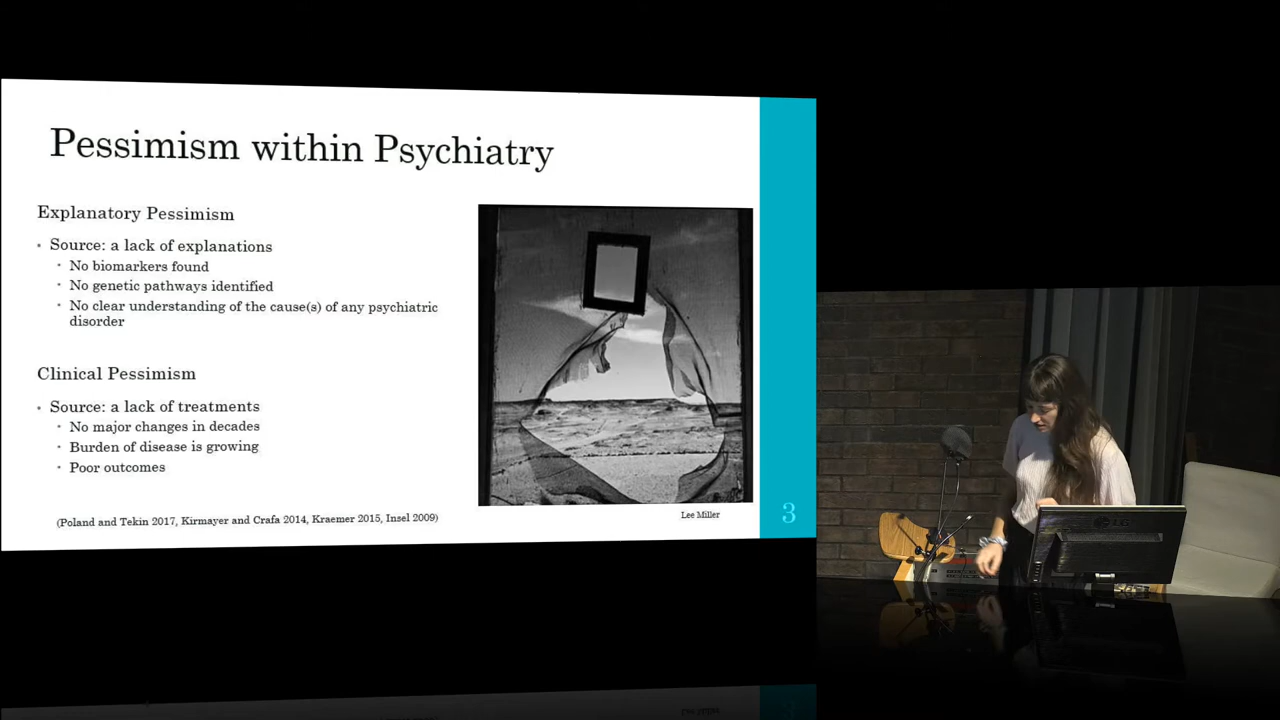 Pessimism within Psychiatry
Explanatory Pessimism
Source: a lack of explanations
No biomarkers found
No genetic pathways identified
No clear understanding of the cause(s) of any psychiatric
disorder
Clinical Pessimism
Source: a lack of treatments
No major changes in decades
Burden of disease is growing
Poor outcomes
(Poland and Tekin 2017, Kirmayer and Crafa 2014, Kraemer 2015, Insel 2009)
Lee Miller
3
LG